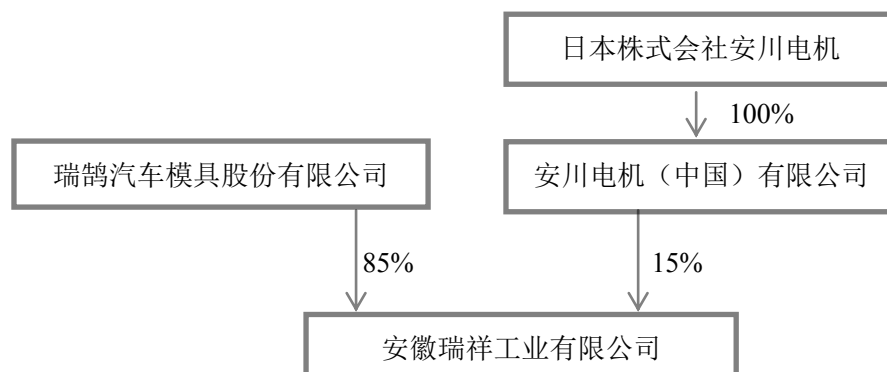 日本株式会社安川电机
100%
瑞鹄汽车模具股份有限公司
安川电机（中国）有限公司
85%
15%
安徽瑞祥工业有限公司